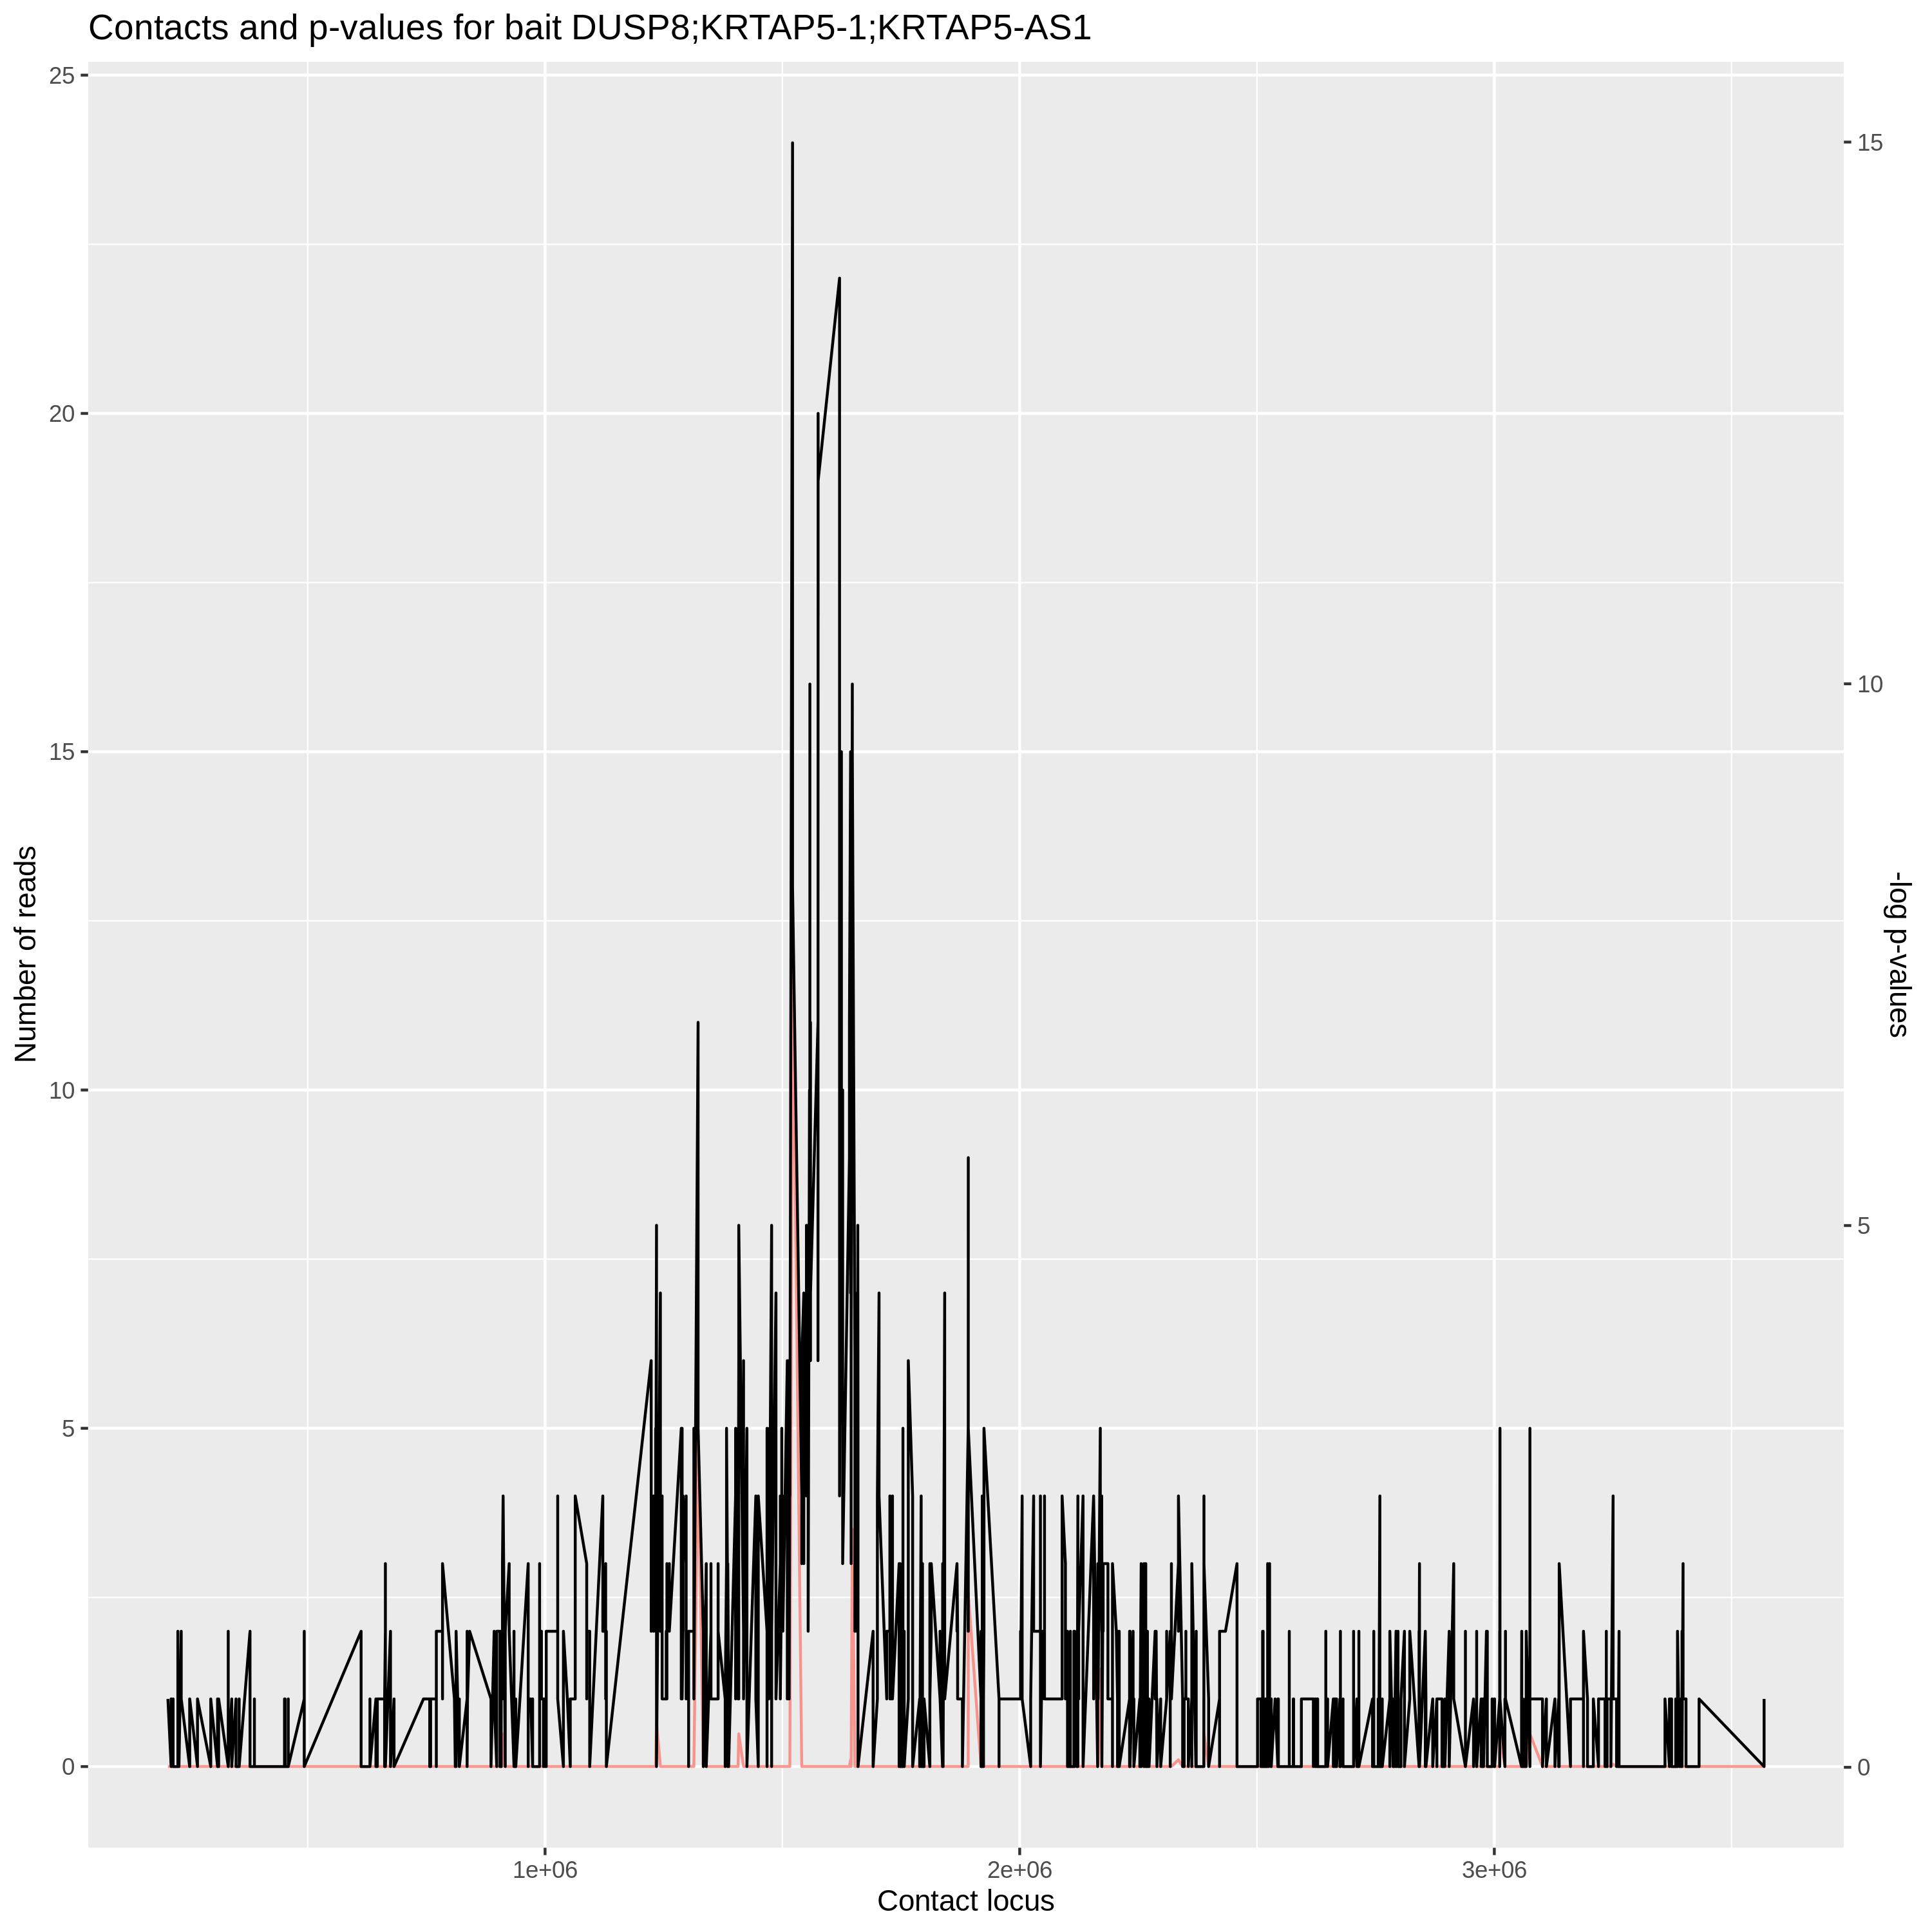 Contacts and p-values for bait DUSP8;KRTAP5-1;KRTAP5-AS1
25
20
15
10
5
0
15
10
5
0
Number of reads
-log p-values
1e+06
2e+06
3e+06
Contact locus